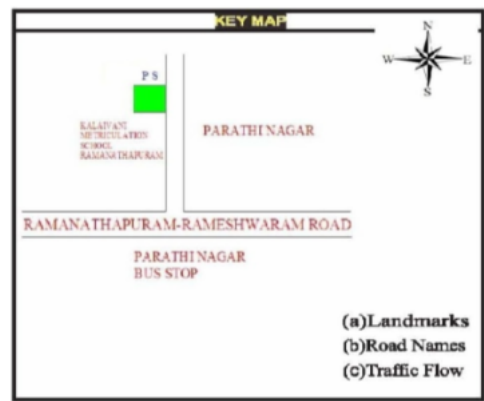 KEY MAP
N
W E
S
P S
KALAIVANI
METRICULATION
SCHOOL
RAMANATHAPURAM
PARATHI NAGAR
RAMANATHAPURAM-RAMESHWARAM ROAD
PARATHI NAGAR
BUS STOP
(a)Landmarks
(b)Road Names
(c)Traffic Flow